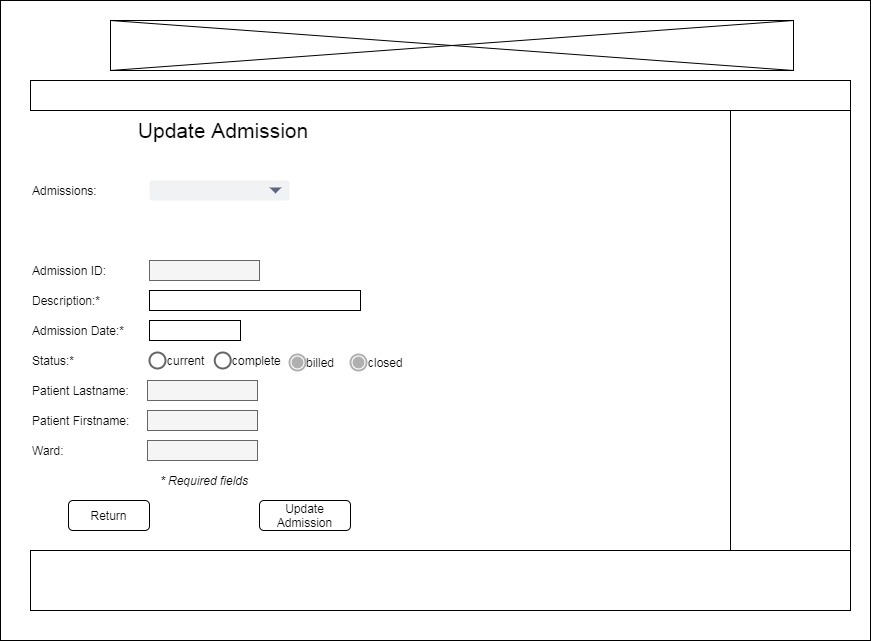 Update Admission
Admissions:
Admission ID:
Description:*
Admission Date:*
Status:* current complete billed closed
Patient Lastname:
Patient Firstname:
Ward:
* Required fields
Return
Update
Admission